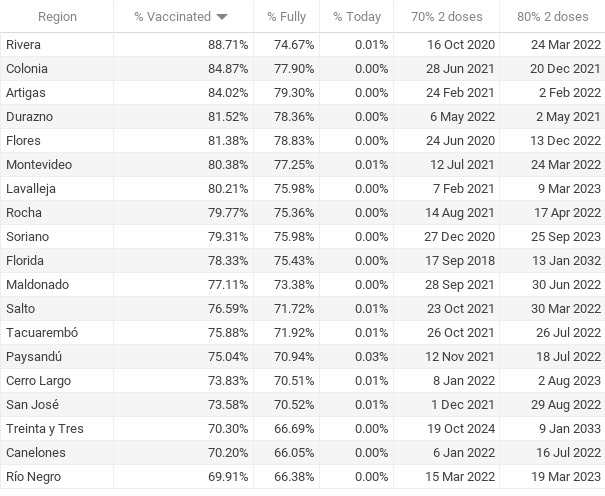 Region % Vaccinated % Fully % Today 70% 2 doses 80% 2 doses
Rivera 88.71% 74.67% 0.01% 16 Oct 2020 24 Mar 2022
Colonia 84.87% 77.90% 0.00% 28 Jun 2021 20 Dec 2021
Artigas 84.02% 79.30% 0.00% 24 Feb 2021 2 Feb 2022
Durazno 81.52% 78.36% 0.00% 6 May 2022 2 May 2021
Flores 81.38% 78.83% 0.00% 24 Jun 2020 13 Dec 2022
Montevideo 80.38% 77.25% 0.01% 12 Jul 2021 24 Mar 2022
Lavalleja 80.21% 75.98% 0.00% 7 Feb 2021 9 Mar 2023
Rocha 79.77% 75.36% 0.00% 14 Aug 2021 17 Apr 2022
Soriano 79.31% 75.98% 0.00% 27 Dec 2020 25 Sep 2023
Florida 78.33% 75.43% 0.00% 17 Sep 2018 13 Jan 2032
Maldonado 77.11% 73.38% 0.00% 28 Sep 2021 30 Jun 2022
Salto 76.59% 71.72% 0.01% 23 Oct 2021 30 Mar 2022
Tacuarembó 75.88% 71.92% 0.01% 26 Oct 2021 26 Jul 2022
Paysandú 75.04% 70.94% 0.03% 12 Nov 2021 18 Jul 2022
Cerro Largo 73.83% 70.51% 0.01% 8 Jan 2022 2 Aug 2023
San José 73.58% 70.52% 0.01% 1 Dec 2021 29 Aug 2022
Treinta y Tres 70.30% 66.69% 0.00% 19 Oct 2024 9 Jan 2033
Canelones 70.20% 66.05% 0.00% 6 Jan 2022 16 Jul 2022
Río Negro 69.91% 66.38% 0.00% 15 Mar 2022 19 Mar 2023